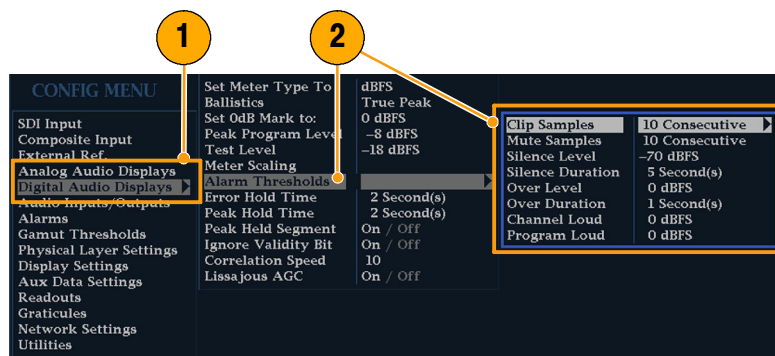 1
2
CONFIG MENU
SDI Input
Composite Input
External Ref.
Analog Audio Displays
Digital Audio Displays
Audio Inputs/Outputs
Alarms
Gamut Thresholds
Physical Layer Settings
Display Settings
Aux Data Settings
Readouts
Graticules
Network Settings
Utilities
Set Meter Type To dBFS
Ballistics True Peak
Set 0dB Mark to: 0 dBFS
Peak Program Level −8 dBFS
Test Level −18 dBFS
Meter Scaling
Alarm Thresholds
Error Hold Time 2 Second(s)
Peak Hold Time 2 Second(s)
Peak Held Segment On / Off
Ignore Validity Bit On / Off
Correlation Speed 10
Lissajous AGC On / Off
Clip Samples 10 Consecutive
Mute Samples 10 Consecutive
Silence Level −70 dBFS
Silence Duration 5 Second(s)
Over Level 0 dBFS
Over Duration 1 Second(s)
Channel Loud 0 dBFS
Program Loud 0 dBFS